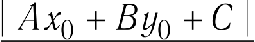 | Ax₀ + By₀ + C |